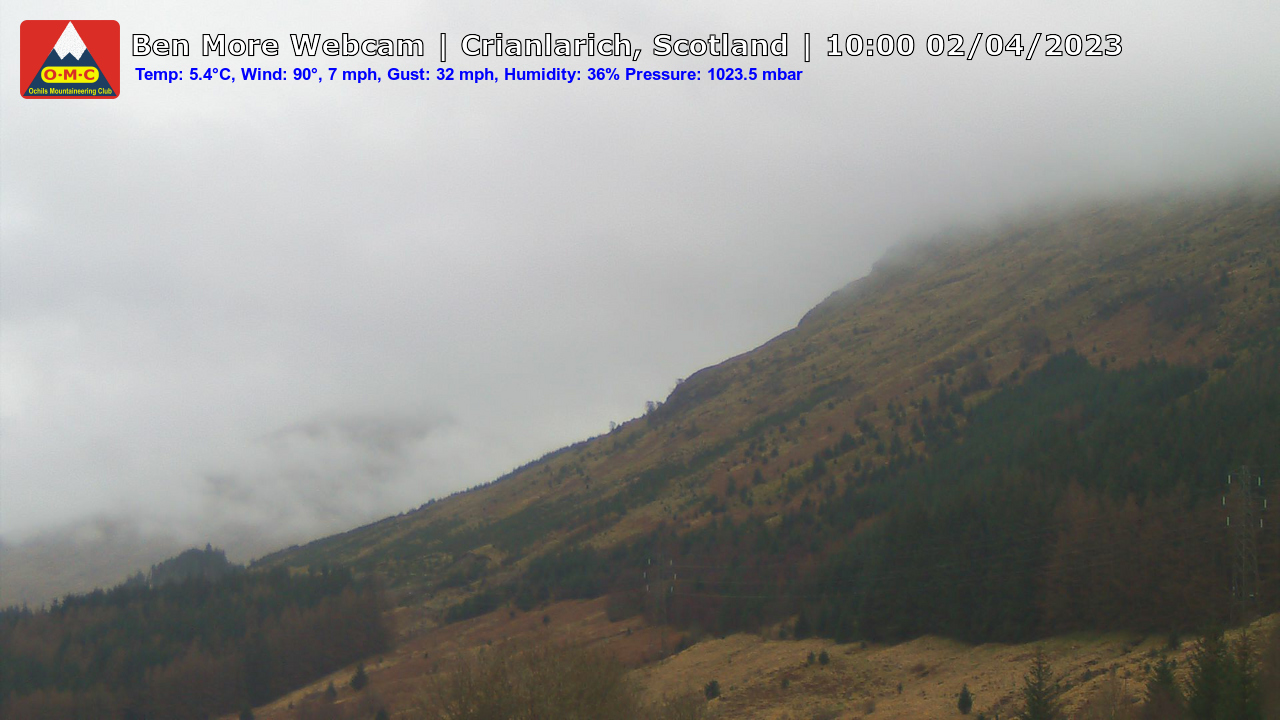 Ben More Webcam | Crianlarich, Scotland | 10:00 02/04/2023
Temp: 5.4°C, Wind: 90°, 7 mph, Gust: 32 mph, Humidity: 36% Pressure: 1023.5 mbar
O·M·C
Ochils Mountaineering Club